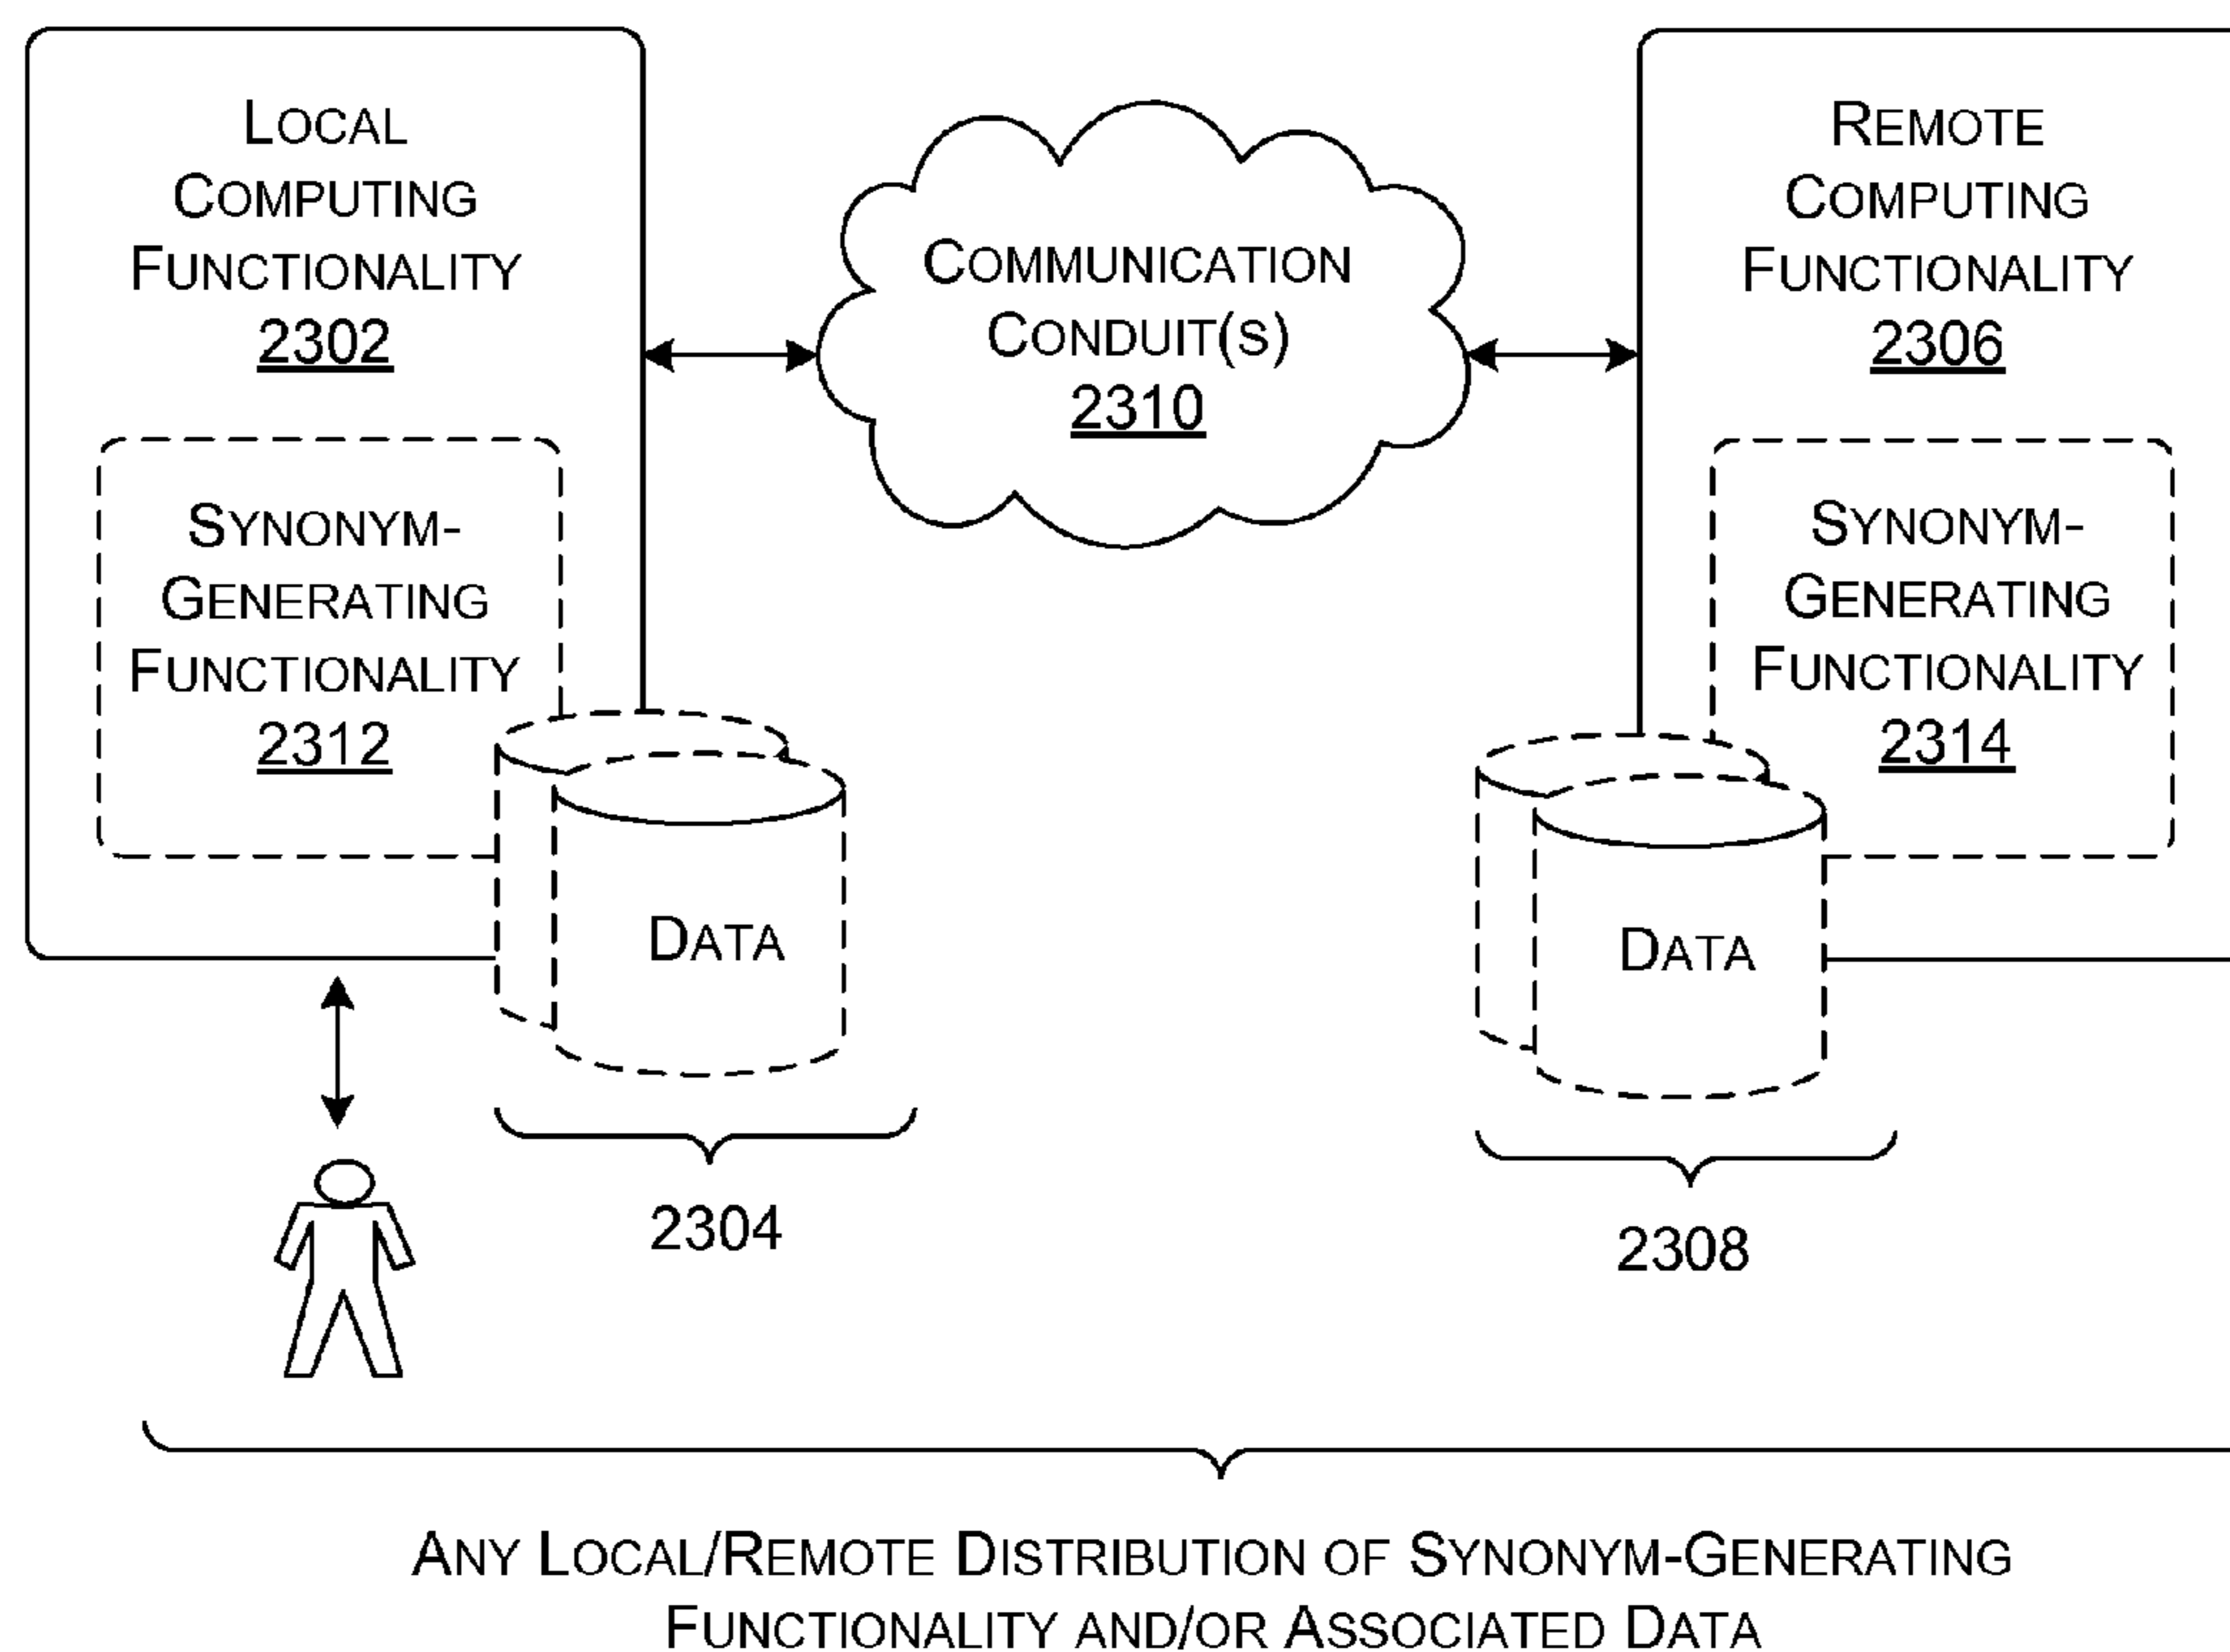 LOCAL
COMPUTING
FUNCTIONALITY
2302
SYNONYM-
GENERATING
FUNCTIONALITY
2312
DATA
2304
COMMUNICATION
CONDUIT(S)
2310
REMOTE
COMPUTING
FUNCTIONALITY
2306
SYNONYM-
GENERATING
FUNCTIONALITY
2314
DATA
2308
ANY LOCAL/REMOTE DISTRIBUTION OF SYNONYM-GENERATING
FUNCTIONALITY AND/OR ASSOCIATED DATA